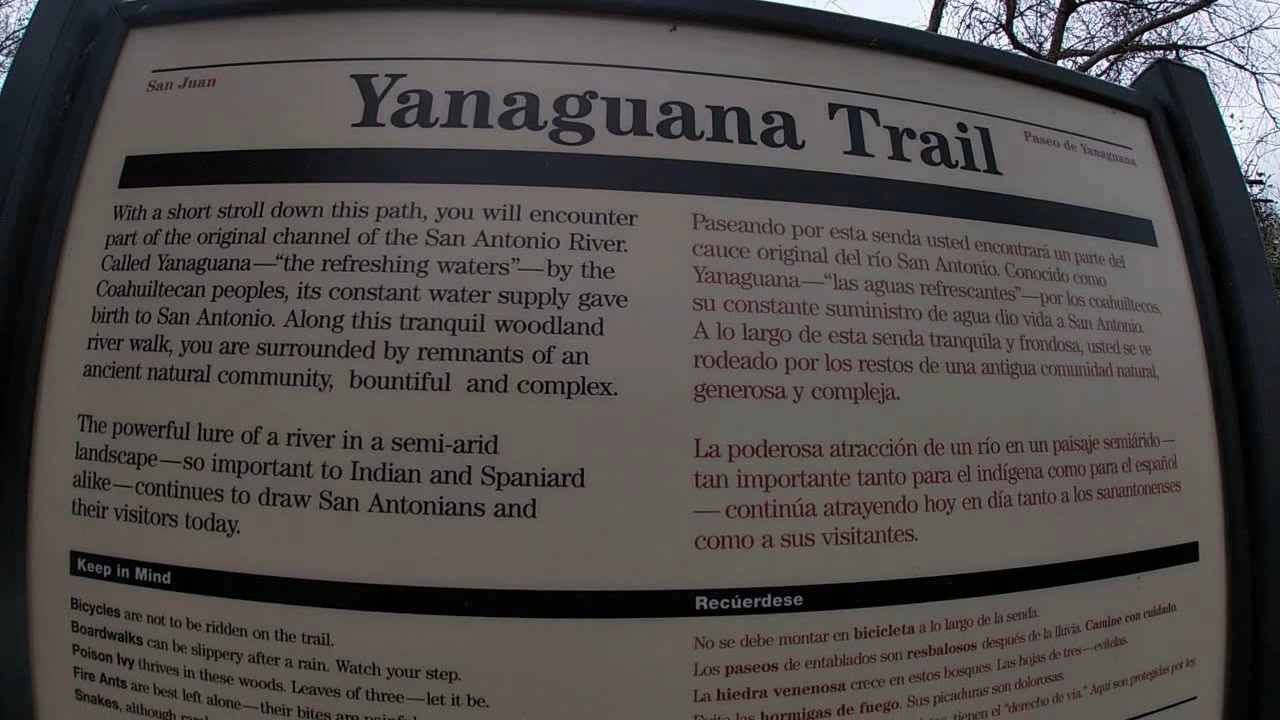 San Juan
Yanaguana Trail
Paseo de Yanaguana
With a short stroll down this path, you will encounter
part of the original channel of the San Antonio River.
Called Yanaguana—“the refreshing waters”—by the
Coahuiltecan peoples, its constant water supply gave
birth to San Antonio. Along this tranquil woodland
river walk, you are surrounded by remnants of an
ancient natural community, bountiful and complex.
The powerful lure of a river in a semi-arid
landscape—so important to Indian and Spaniard
alike—continues to draw San Antonians and
their visitors today.
Paseando por esta senda usted encontrará un parte del
cauce original del río San Antonio. Conocido como
Yanaguana—“las aguas refrescantes”—por los coahuiltecos,
su constante suministro de agua dio vida a San Antonio.
A lo largo de esta senda tranquila y frondosa, usted se ve
rodeado por los restos de una antigua comunidad natural,
generosa y compleja.
La poderosa atracción de un río en un paisaje semiárido—
tan importante tanto para el indígena como para el español
— continúa atrayendo hoy en día tanto a los sanantonenses
como a sus visitantes.
Keep in Mind
Bicycles are not to be ridden on the trail.
Boardwalks can be slippery after a rain. Watch your step.
Poison Ivy thrives in these woods. Leaves of three—let it be.
Fire Ants are best left alone—their bites are
Snakes, although
Recúerdese
No se debe montar en bicicleta a lo largo de la senda.
Los paseos de entablados son resbalosos después de la lluvia. Camine con cuidado.
La hiedra venenosa crece en estos bosques. Las hojas de tres—evítelas.
las hormigas de fuego. Sus picaduras son dolorosas.
tienen el "derecho de vía." Aquí son protegidas por ley